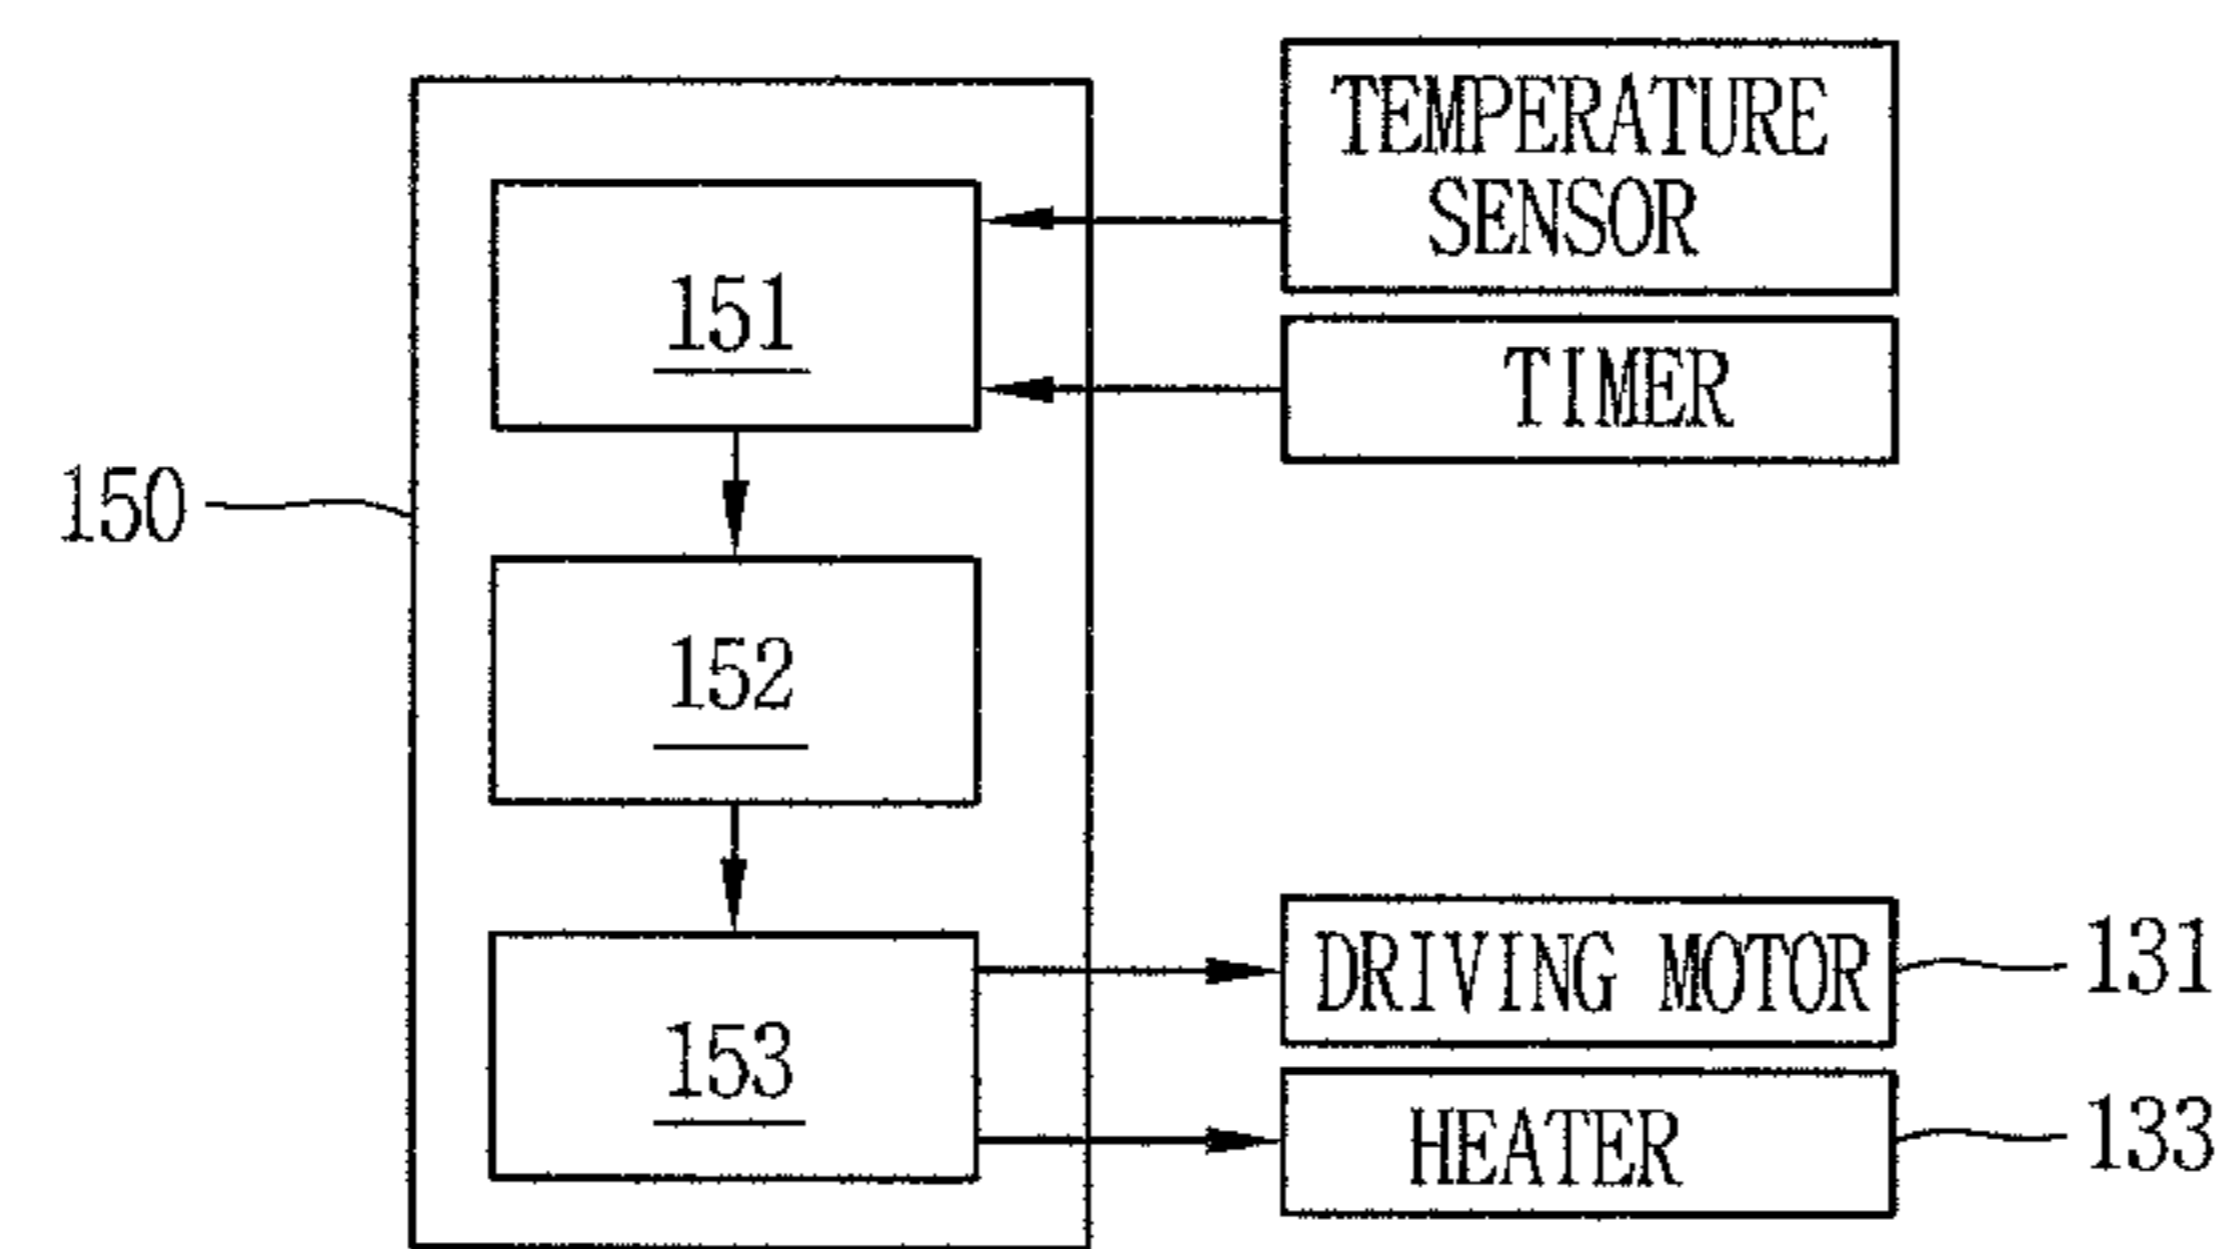 TEMPERATURE
SENSOR
151
TIMER
150
152
DRIVING MOTOR
131
153
HEATER
133